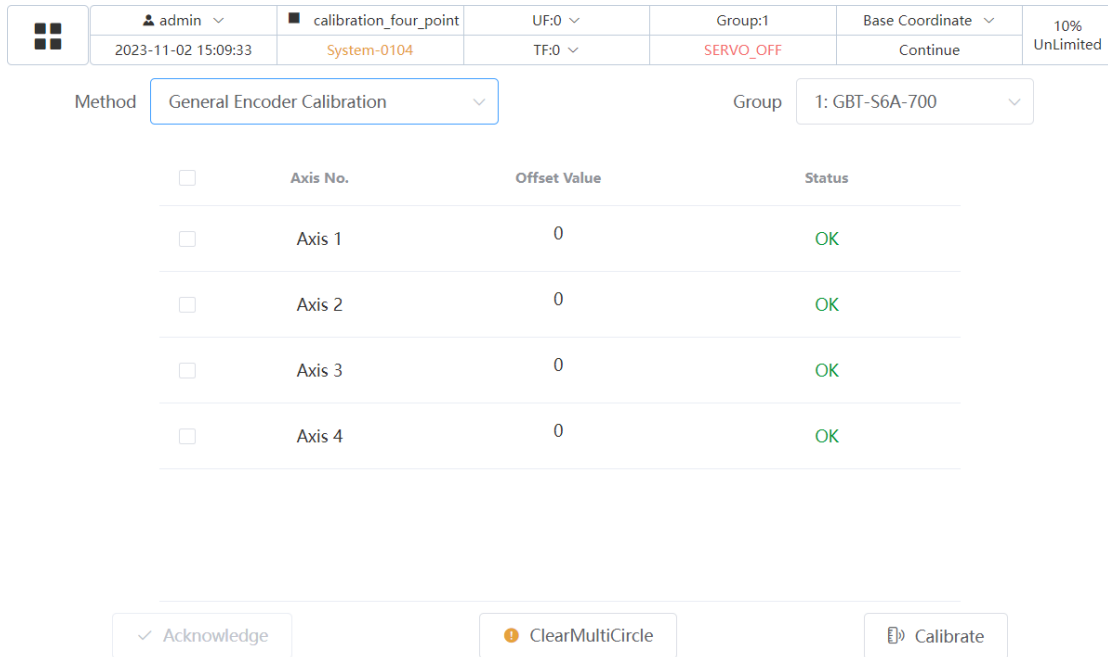 admin calibration_four_point UF:0 Group:1 Base Coordinate 10%
UnLimited
2023-11-02 15:09:33 System-0104 TF:0 SERVO_OFF Continue
Method General Encoder Calibration Group 1: GBT-S6A-700
Axis No. Offset Value Status
Axis 1 0 OK
Axis 2 0 OK
Axis 3 0 OK
Axis 4 0 OK
Acknowledge ClearMultiCircle Calibrate